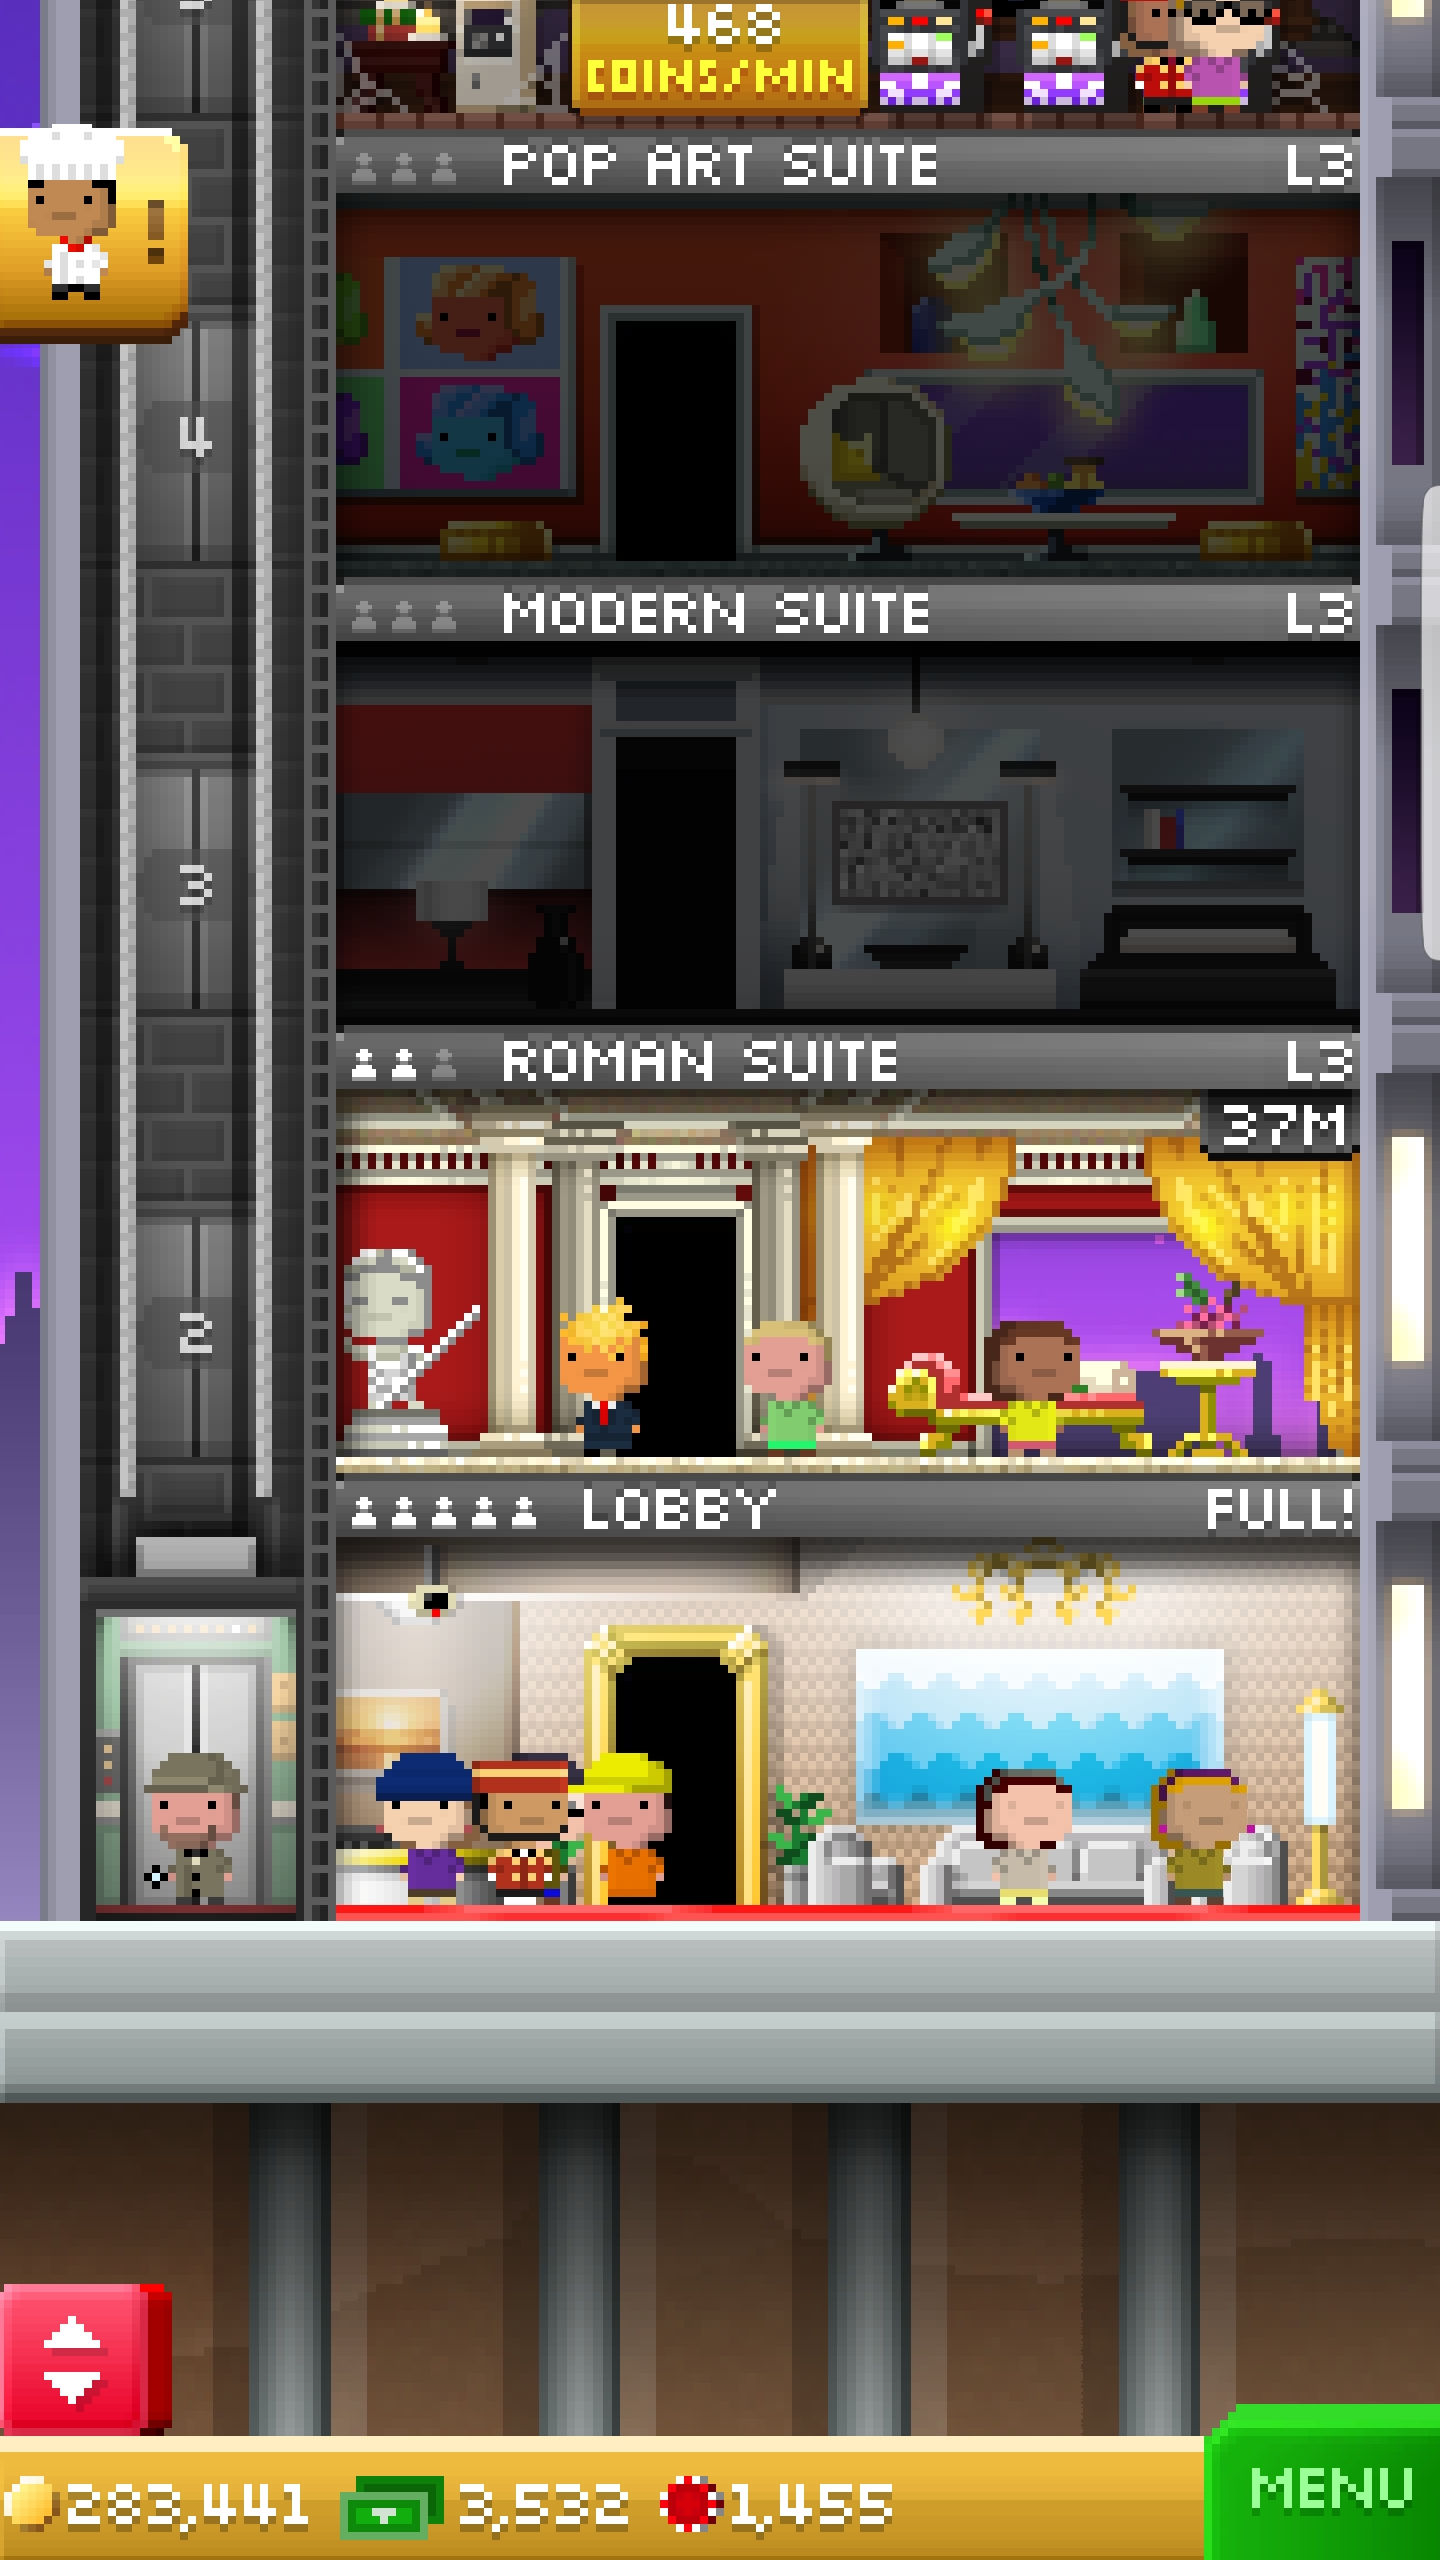 468
COINS/MIN
POP ART SUITE L3
!
4
MODERN SUITE L3
3
ROMAN SUITE L3
37M
2
LOBBY FULL!
283,441 3,532 1,455
MENU